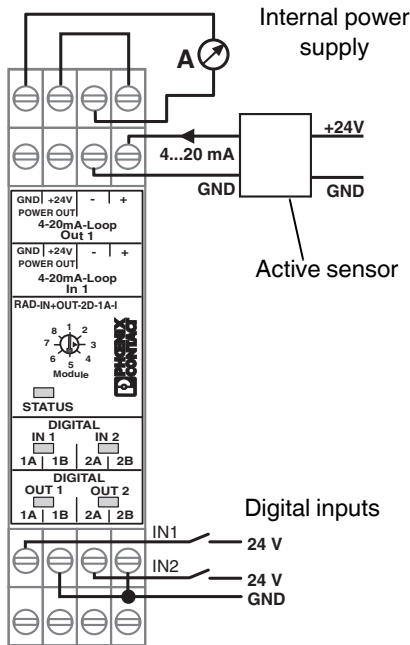 Internal power
supply
A
+24V
4...20 mA
GND
GND
Active sensor
GND +24V - +
POWER OUT
4-20mA-Loop
Out 1
GND +24V - +
POWER OUT
4-20mA-Loop
In 1
RAD-IN+OUT-2D-1A-I
8 1 2
7 3
6 5 4
Module
PHOENIX
CONTACT
STATUS
DIGITAL
IN 1 IN 2
1A 1B 2A 2B
DIGITAL
OUT 1 OUT 2
1A 1B 2A 2B
Digital inputs
IN1
24 V
IN2
24 V
GND